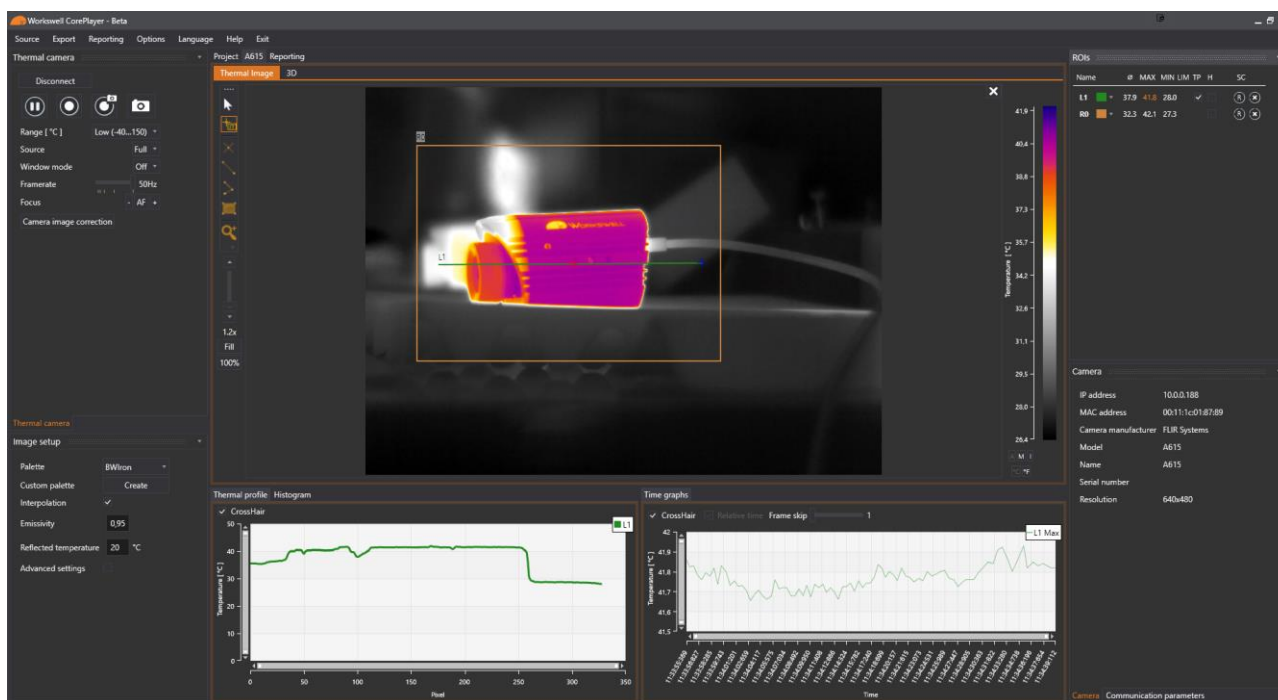 Workswell CorePlayer - Beta
Source Export Reporting Options Language Help Exit
Thermal camera
Disconnect
Range [ °C ] Low (-40...150)
Source Full
Window mode Off
Framerate 50Hz
Focus - AF +
Camera image correction
Thermal camera
Image setup
Palette BWIron
Custom palette Create
Interpolation
Emissivity 0,95
Reflected temperature 20 °C
Advanced settings
Project A615 Reporting
Thermal Image 3D
1.2x
Fill
100%
R0
WORKSWELL
L1
41,9
40,4
38,8
37,3
35,7
34,2
32,6
31,1
29,5
28,0
26,4
Temperature [ °C ]
M I
°C °F
Thermal profile Histogram
CrossHair
L1
50
40
30
20
10
0
Temperature [ °C ]
0 50 100 150 200 250 300 350
Pixel
Time graphs
CrossHair Relative time Frame skip 1
L1 Max
42
41,9
41,8
41,7
41,6
41,5
Temperature [ °C ]
Time
ROIs
Name Ø MAX MIN LIM TP H SC
L1 37.9 41.8 28.0 R
R0 32.3 42.1 27.3 R
Camera
IP address 10.0.0.188
MAC address 00:11:1c:01:87:89
Camera manufacturer FLIR Systems
Model A615
Name A615
Serial number
Resolution 640x480
Camera Communication parameters